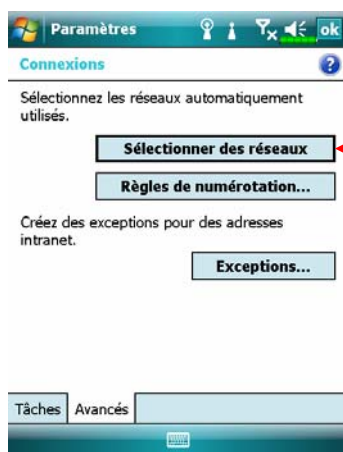 Paramètres
ok
Connexions
?
Sélectionnez les réseaux automatiquement
utilisés.
Sélectionner des réseaux
Règles de numérotation...
Créez des exceptions pour des adresses
intranet.
Exceptions...
Tâches Avancés